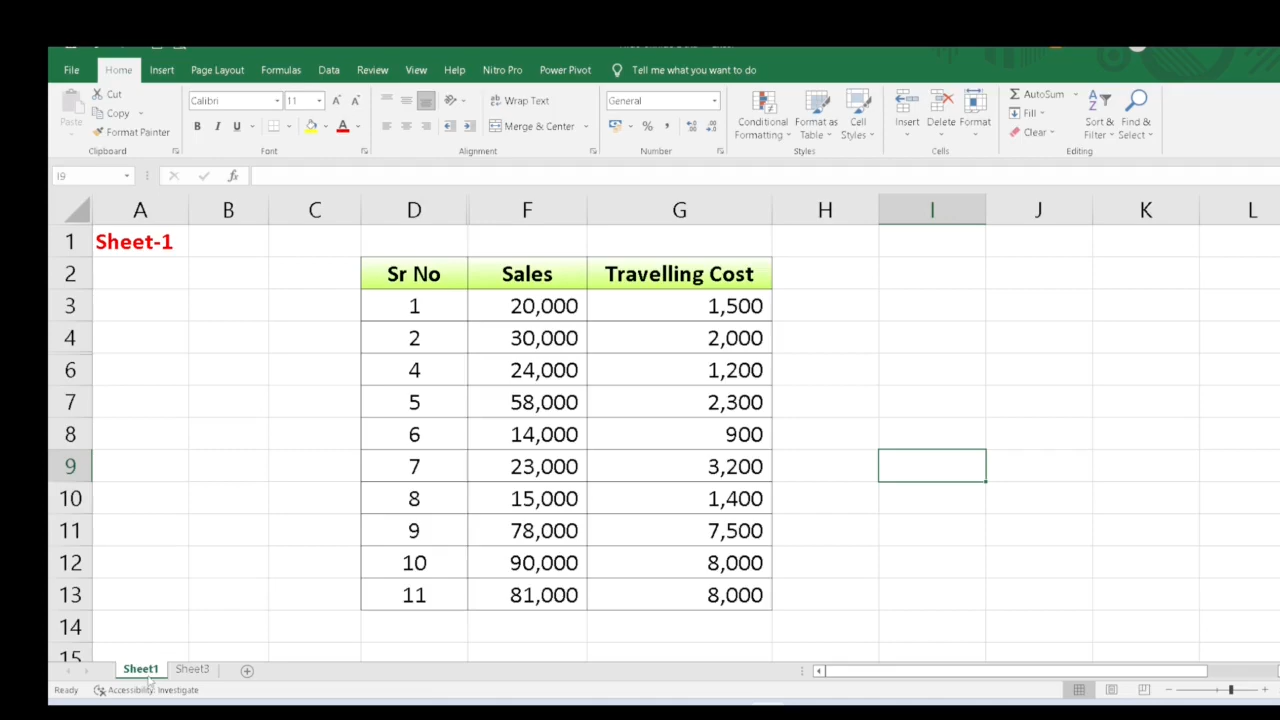 File Home Insert Page Layout Formulas Data Review View Help Nitro Pro Power Pivot Tell me what you want to do
Paste
Cut
Copy
Format Painter
Clipboard
Calibri 11
B I U
Font
Wrap Text
Merge & Center
Alignment
General
%
Number
Conditional Formatting
Format as Table
Cell Styles
Styles
Insert Delete Format
Cells
AutoSum
Fill
Clear
Sort & Filter
Find & Select
Editing
I9 fx
A B C D F G H I J K L
1 Sheet-1
2 Sr No Sales Travelling Cost
3 1 20,000 1,500
4 2 30,000 2,000
6 4 24,000 1,200
7 5 58,000 2,300
8 6 14,000 900
9 7 23,000 3,200
10 8 15,000 1,400
11 9 78,000 7,500
12 10 90,000 8,000
13 11 81,000 8,000
14
15
Sheet1 Sheet3
Ready Accessibility: Investigate